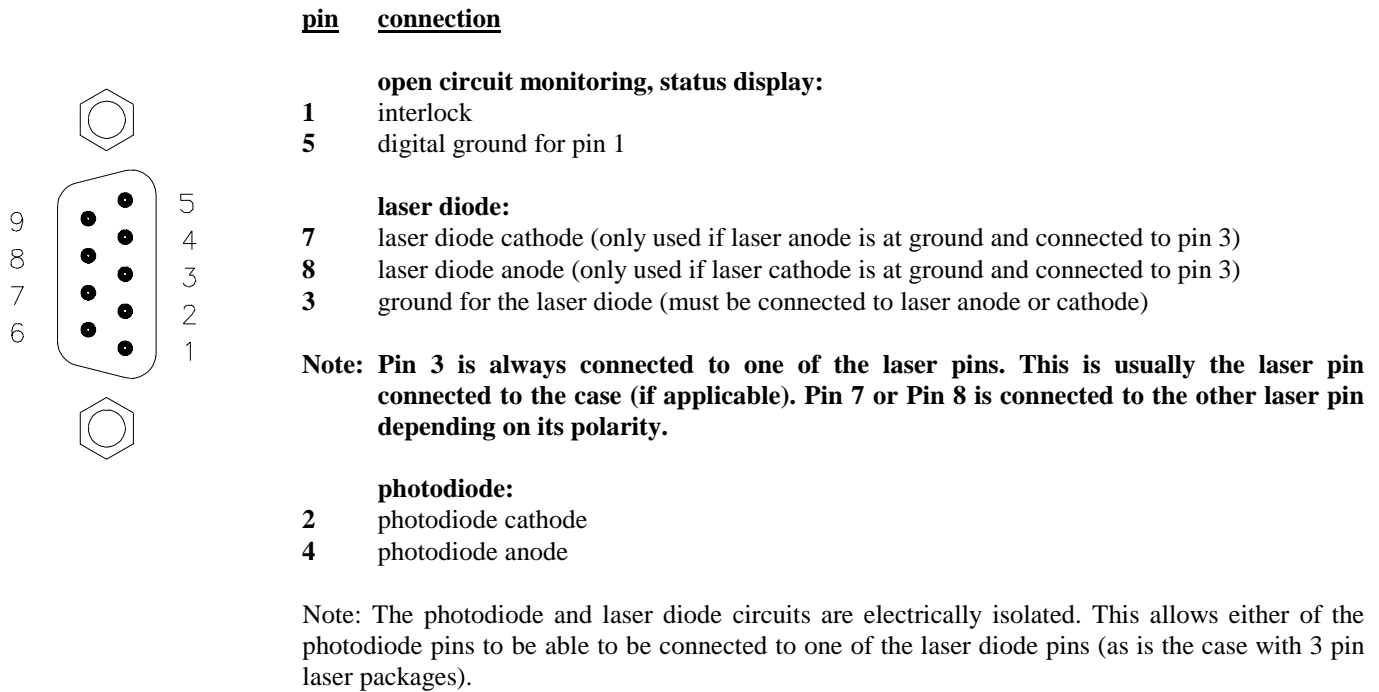 pin connection
open circuit monitoring, status display:
1 interlock
5 digital ground for pin 1
laser diode:
7 laser diode cathode (only used if laser anode is at ground and connected to pin 3)
8 laser diode anode (only used if laser cathode is at ground and connected to pin 3)
3 ground for the laser diode (must be connected to laser anode or cathode)
Note: Pin 3 is always connected to one of the laser pins. This is usually the laser pin
connected to the case (if applicable). Pin 7 or Pin 8 is connected to the other laser pin
depending on its polarity.
photodiode:
2 photodiode cathode
4 photodiode anode
Note: The photodiode and laser diode circuits are electrically isolated. This allows either of the
photodiode pins to be able to be connected to one of the laser diode pins (as is the case with 3 pin
laser packages).
9
8
7
6
5
4
3
2
1